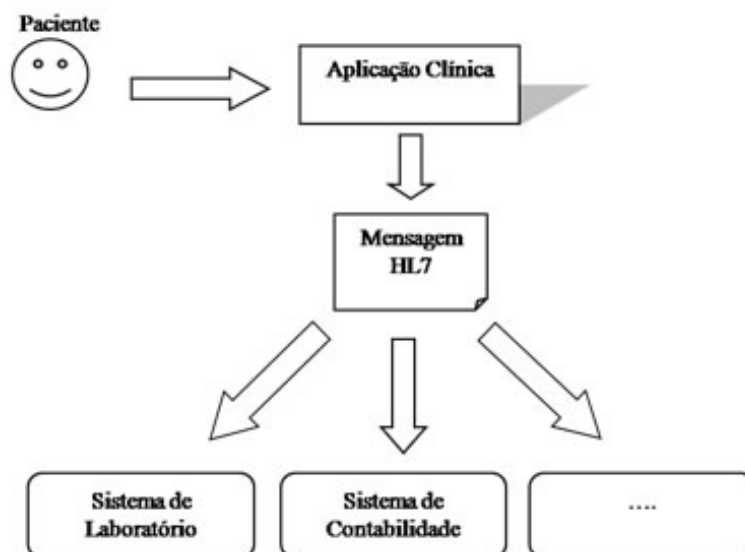 Paciente
Aplicação Clínica
Mensagem
HL7
Sistema de
Laboratório
Sistema de
Contabilidade
....